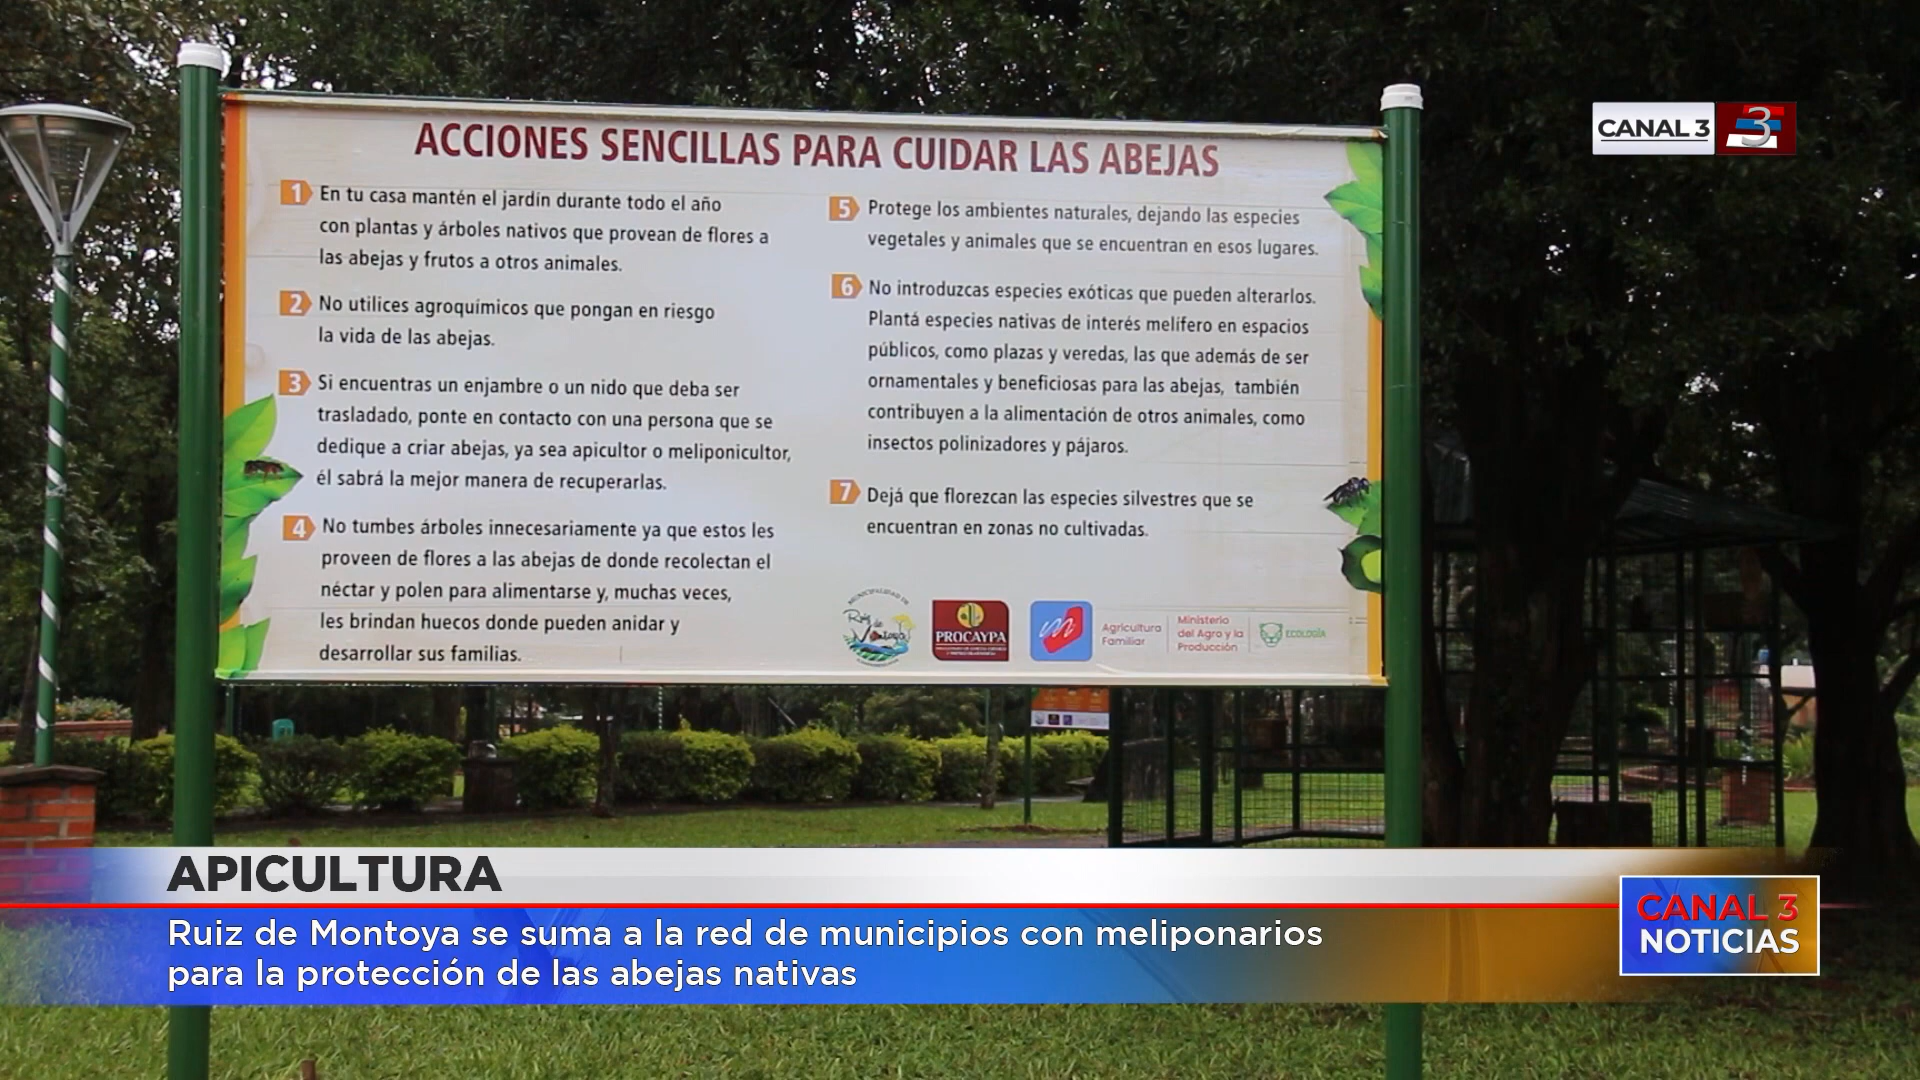 CANAL 3 3
ACCIONES SENCILLAS PARA CUIDAR LAS ABEJAS
1 En tu casa mantén el jardín durante todo el año
con plantas y árboles nativos que provean de flores a
las abejas y frutos a otros animales.
2 No utilices agroquímicos que pongan en riesgo
la vida de las abejas.
3 Si encuentras un enjambre o un nido que deba ser
trasladado, ponte en contacto con una persona que se
dedique a criar abejas, ya sea apicultor o meliponicultor,
él sabrá la mejor manera de recuperarlas.
4 No tumbes árboles innecesariamente ya que estos les
proveen de flores a las abejas de donde recolectan el
néctar y polen para alimentarse y, muchas veces,
les brindan huecos donde pueden anidar y
desarrollar sus familias.
5 Protege los ambientes naturales, dejando las especies
vegetales y animales que se encuentran en esos lugares.
6 No introduzcas especies exóticas que pueden alterarlos.
Plantá especies nativas de interés melífero en espacios
públicos, como plazas y veredas, las que además de ser
ornamentales y beneficiosas para las abejas, también
contribuyen a la alimentación de otros animales, como
insectos polinizadores y pájaros.
7 Dejá que florezcan las especies silvestres que se
encuentran en zonas no cultivadas.
MUNICIPALIDAD DE
Ruiz de
Montoya
PROCAYPA
Agricultura
Familiar
Ministerio
del Agro y la
Producción
ECOLOGÍA
APICULTURA
Ruiz de Montoya se suma a la red de municipios con meliponarios
para la protección de las abejas nativas
CANAL 3
NOTICIAS